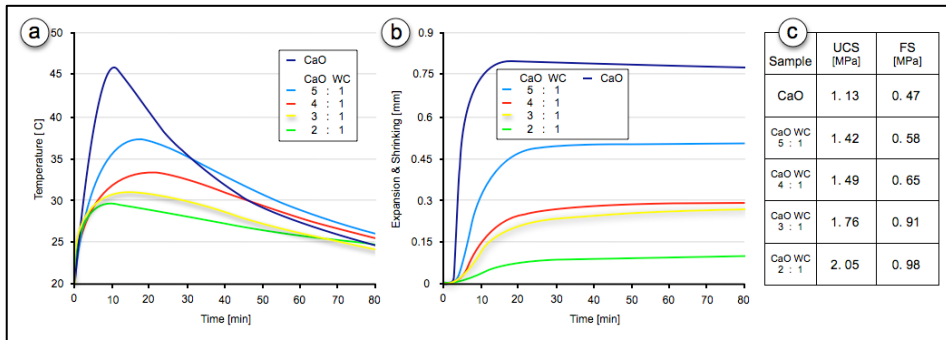 a
50
45
40
35
30
25
20
0 10 20 30 40 50 60 70 80
Temperature [ C]
Time [min]
CaO
CaO WC
5 : 1
4 : 1
3 : 1
2 : 1
b
0.9
0.75
0.6
0.45
0.3
0.15
0
0 10 20 30 40 50 60 70 80
Expansion & Shrinking [mm]
Time [min]
CaO WC CaO
5 : 1
4 : 1
3 : 1
2 : 1
c
Sample UCS [MPa] FS [MPa]
CaO 1. 13 0. 47
CaO WC 5 : 1 1. 42 0. 58
CaO WC 4 : 1 1. 49 0. 65
CaO WC 3 : 1 1. 76 0. 91
CaO WC 2 : 1 2. 05 0. 98